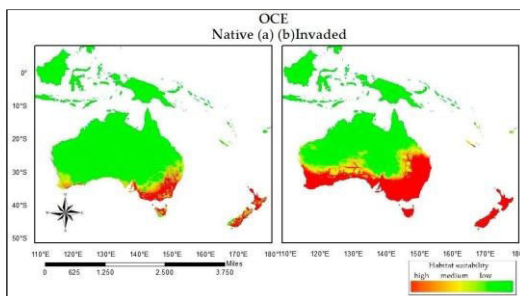 OCE
Native (a) (b)Invaded
0°
10°S
20°S
30°S
40°S
50°S
110°E 120°E 130°E 140°E 150°E 160°E 170°E 180 110°E 120°E 130°E 140°E 150°E 160°E 170°E 18
Miles
0 625 1.250 2.500 3.750
Habitat suitability
high medium low